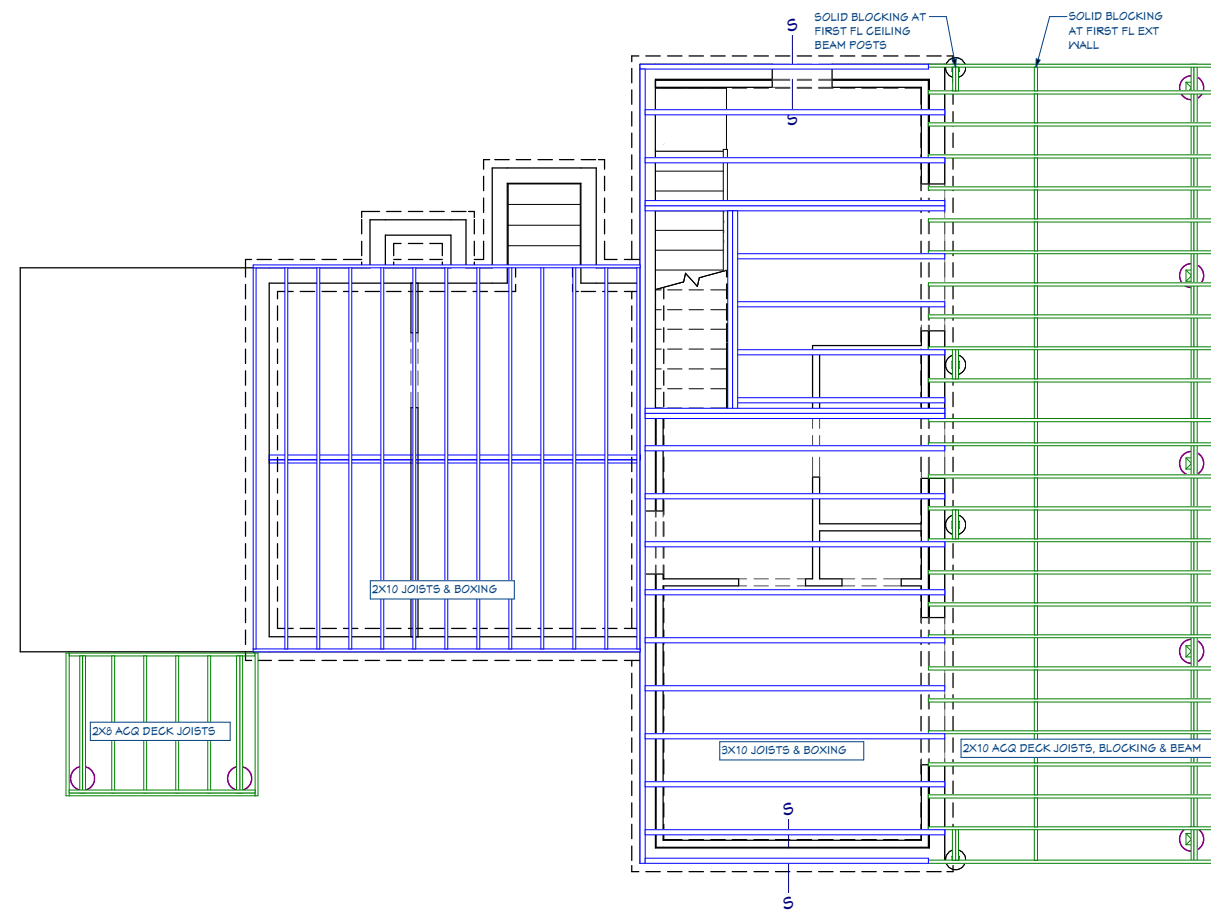 SOLID BLOCKING AT
FIRST FL CEILING
BEAM POSTS
SOLID BLOCKING
AT FIRST FL EXT
WALL
S
S
2X10 JOISTS & BOXING
2X8 ACQ DECK JOISTS
3X10 JOISTS & BOXING
2X10 ACQ DECK JOISTS, BLOCKING & BEAM
S
S